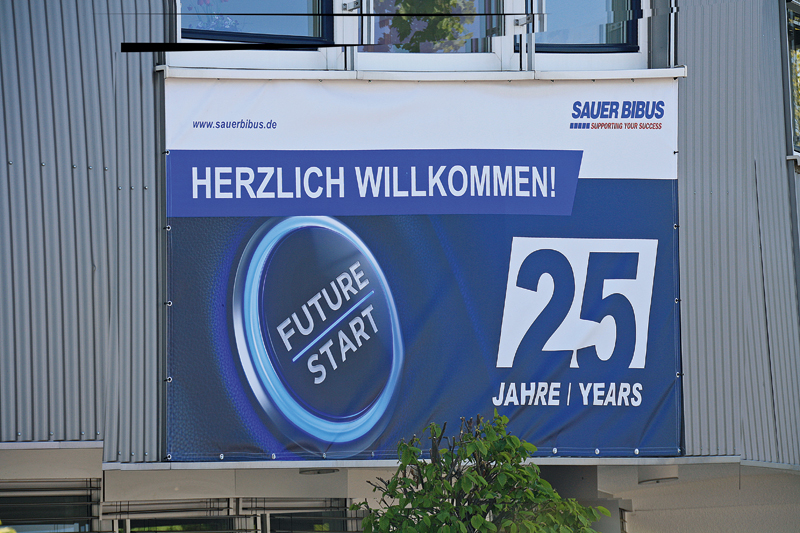 www.sauerbibus.de
SAUER BIBUS
SUPPORTING YOUR SUCCESS
HERZLICH WILLKOMMEN!
FUTURE
START
25
JAHRE / YEARS